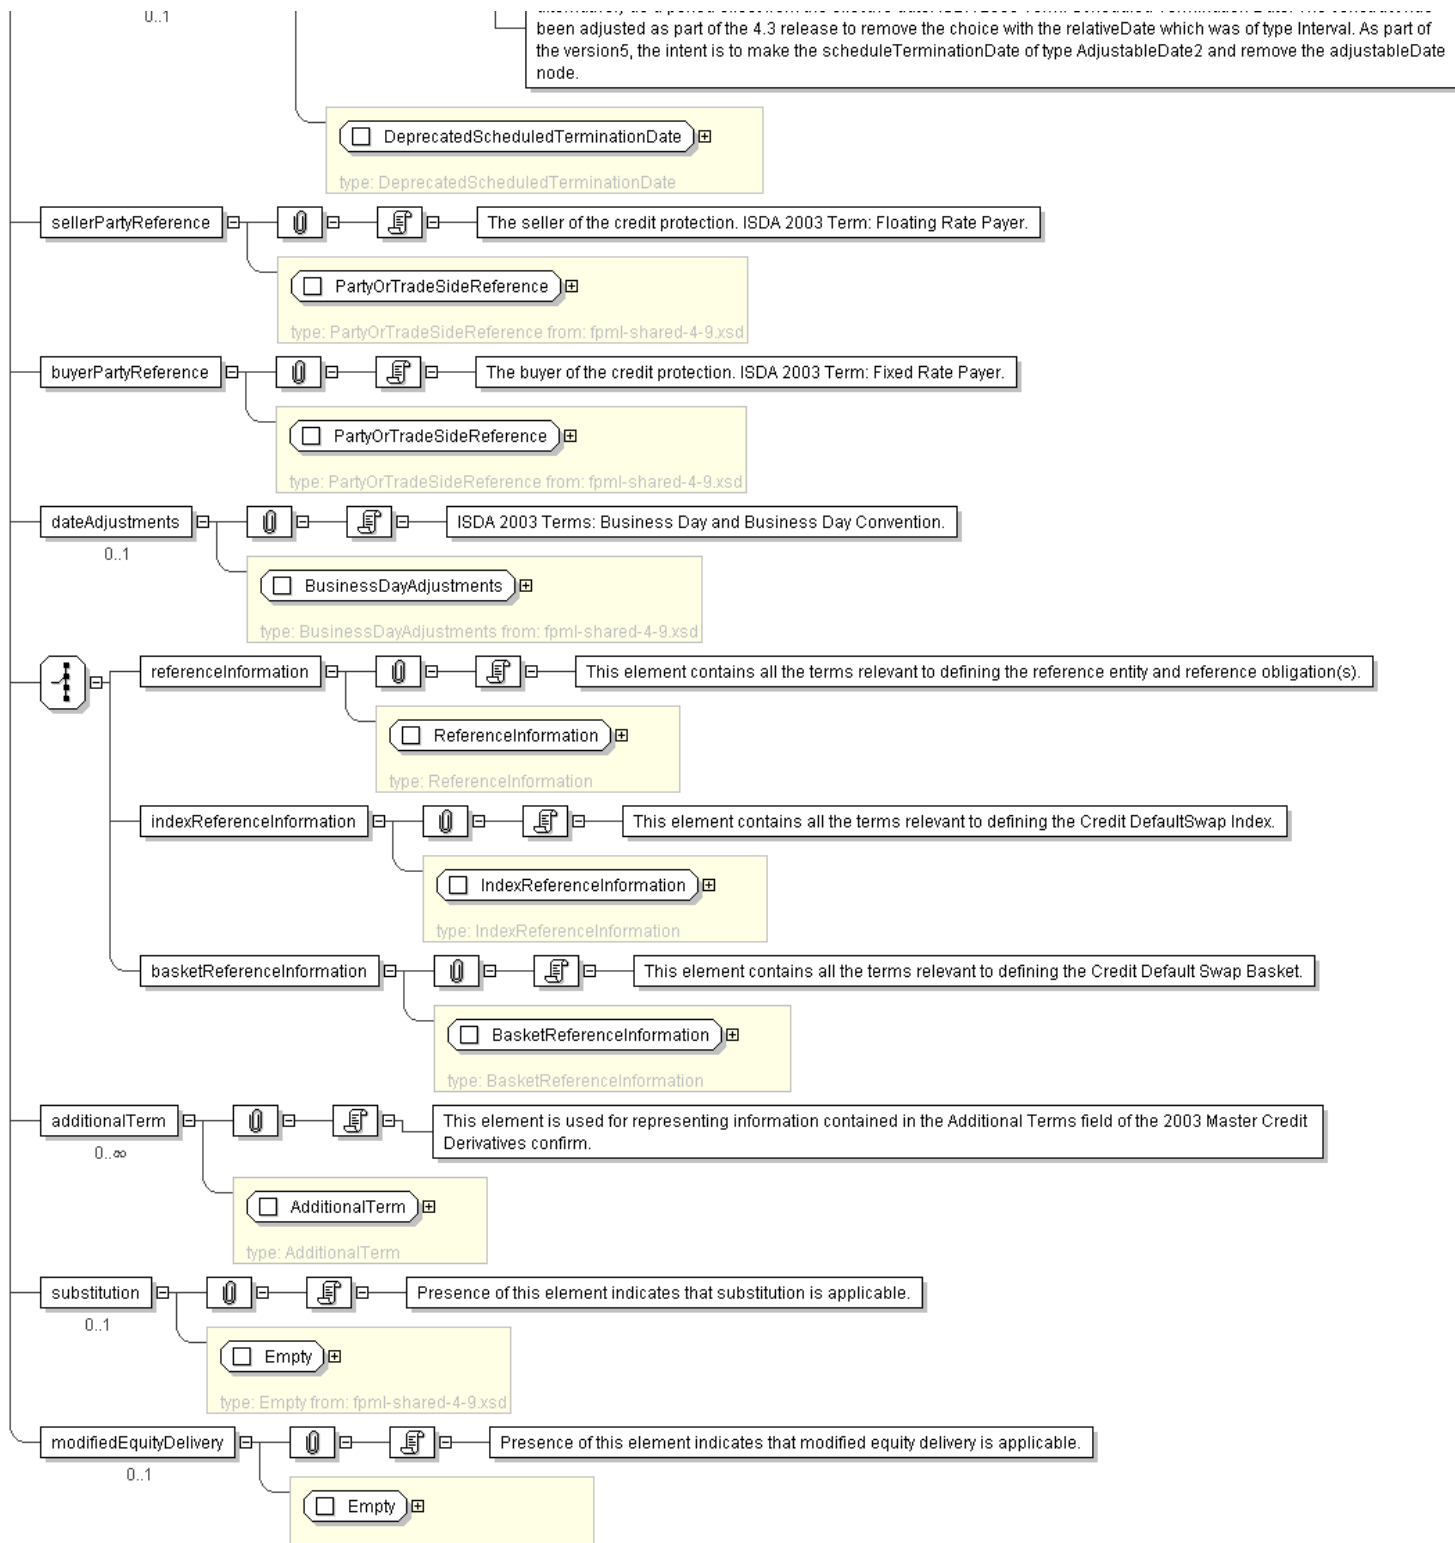 0..1
been adjusted as part of the 4.3 release to remove the choice with the relativeDate which was of type Interval. As part of
the version5, the intent is to make the scheduleTerminationDate of type AdjustableDate2 and remove the adjustableDate
node.
DeprecatedScheduledTerminationDate
type: DeprecatedScheduledTerminationDate
sellerPartyReference
The seller of the credit protection. ISDA 2003 Term: Floating Rate Payer.
PartyOrTradeSideReference
type: PartyOrTradeSideReference from: fpml-shared-4-9.xsd
buyerPartyReference
The buyer of the credit protection. ISDA 2003 Term: Fixed Rate Payer.
PartyOrTradeSideReference
type: PartyOrTradeSideReference from: fpml-shared-4-9.xsd
dateAdjustments
ISDA 2003 Terms: Business Day and Business Day Convention.
0..1
BusinessDayAdjustments
type: BusinessDayAdjustments from: fpml-shared-4-9.xsd
referenceInformation
This element contains all the terms relevant to defining the reference entity and reference obligation(s).
ReferenceInformation
type: ReferenceInformation
indexReferenceInformation
This element contains all the terms relevant to defining the Credit DefaultSwap Index.
IndexReferenceInformation
type: IndexReferenceInformation
basketReferenceInformation
This element contains all the terms relevant to defining the Credit Default Swap Basket.
BasketReferenceInformation
type: BasketReferenceInformation
additionalTerm
This element is used for representing information contained in the Additional Terms field of the 2003 Master Credit
Derivatives confirm.
0..∞
AdditionalTerm
type: AdditionalTerm
substitution
Presence of this element indicates that substitution is applicable.
0..1
Empty
type: Empty from: fpml-shared-4-9.xsd
modifiedEquityDelivery
Presence of this element indicates that modified equity delivery is applicable.
0..1
Empty